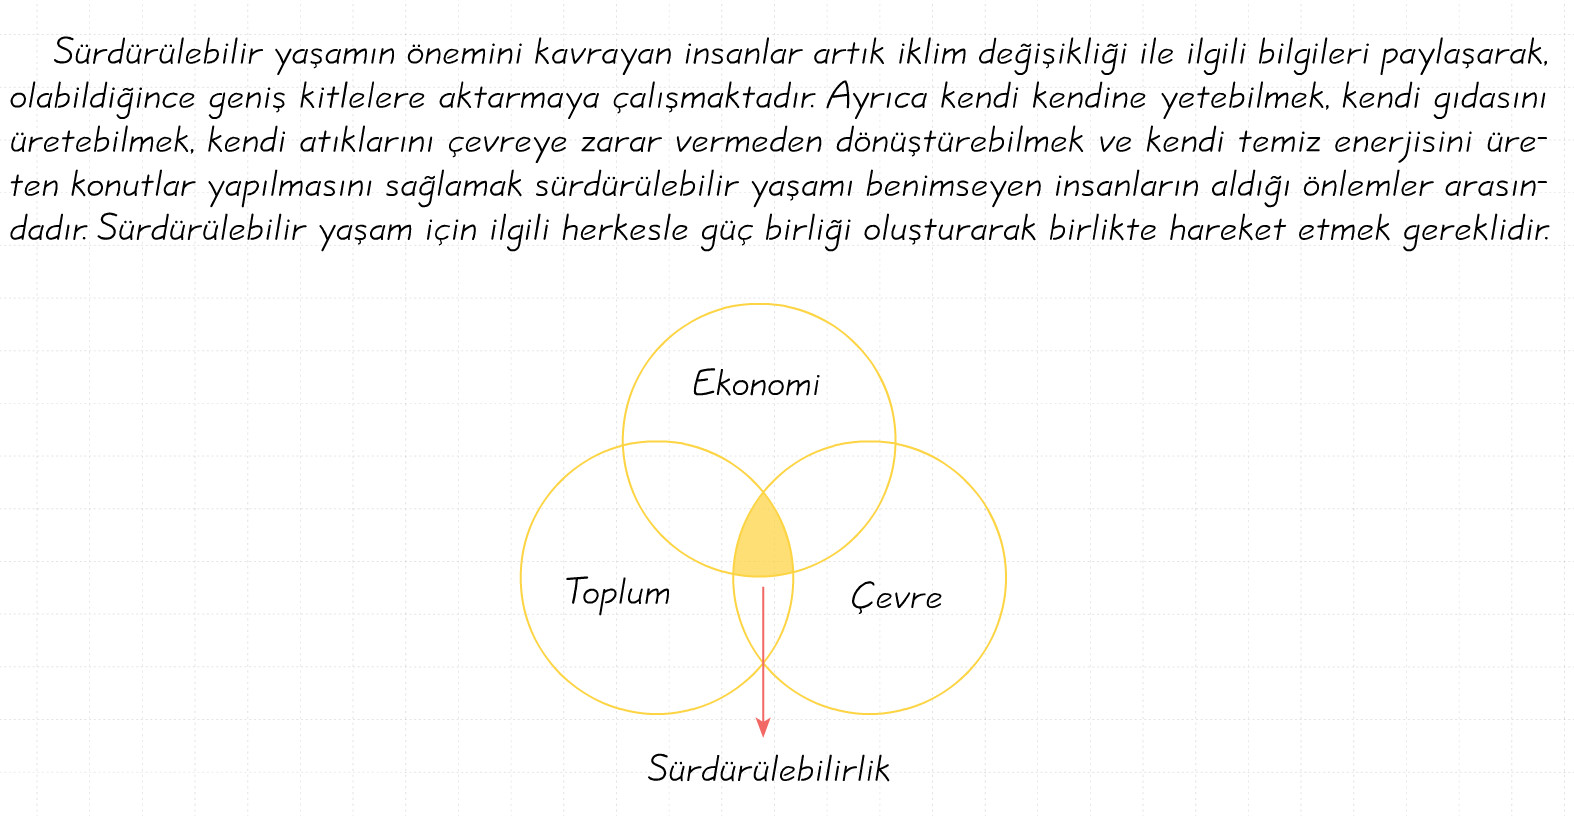 Sürdürülebilir yaşamın önemini kavrayan insanlar artık iklim değişikliği ile ilgili bilgileri paylaşarak,
olabildiğince geniş kitlelere aktarmaya çalışmaktadır. Ayrıca kendi kendine yetebilmek, kendi gıdasını
üretebilmek, kendi atıklarını çevreye zarar vermeden dönüştürebilmek ve kendi temiz enerjisini üre-
ten konutlar yapılmasını sağlamak sürdürülebilir yaşamı benimseyen insanların aldığı önlemler arasın-
dadır. Sürdürülebilir yaşam için ilgili herkesle güç birliği oluşturarak birlikte hareket etmek gereklidir.
Ekonomi
Toplum
Çevre
Sürdürülebilirlik